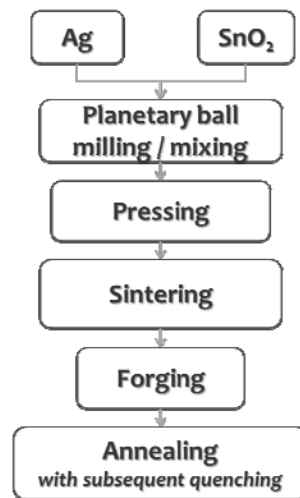 Ag
SnO₂
Planetary ball
milling / mixing
Pressing
Sintering
Forging
Annealing
with subsequent quenching